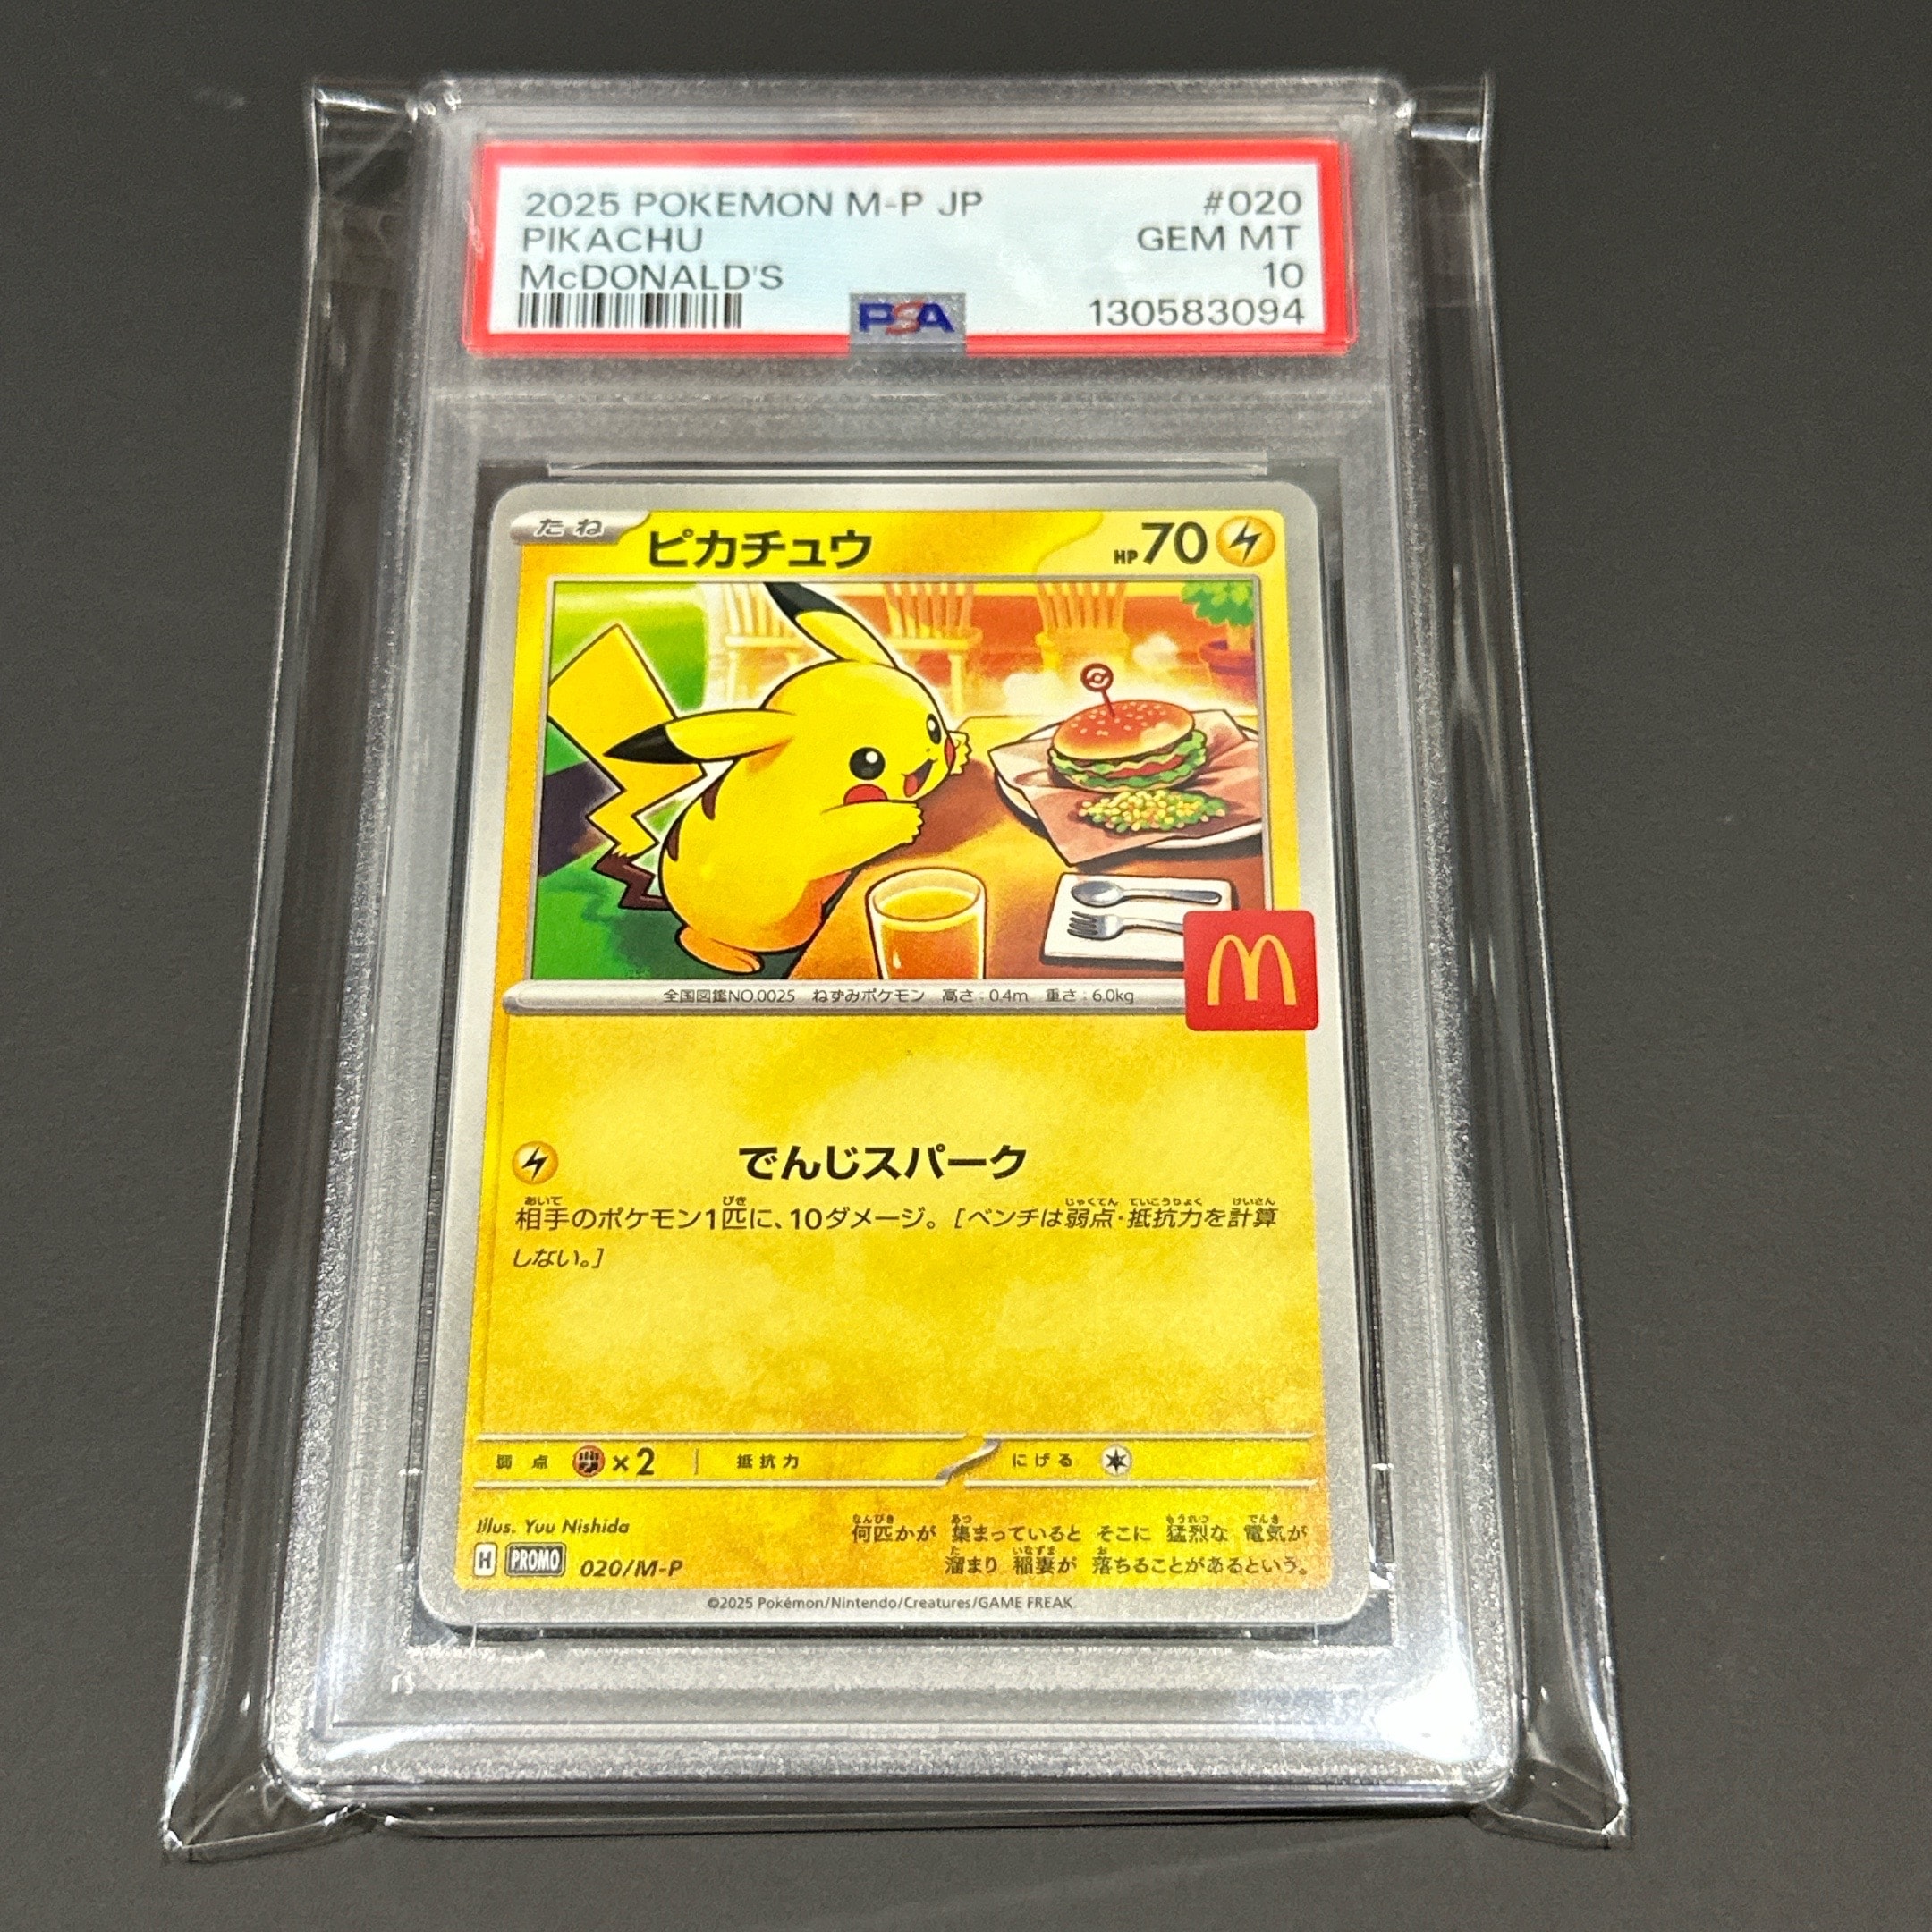 2025 POKEMON M-P JP #020
PIKACHU GEM MT
McDONALD'S 10
PSA 130583094
たね ピカチュウ HP70
全国図鑑NO.0025 ねずみポケモン 高さ:0.4m 重さ:6.0kg
でんじスパーク
相手のポケモン1匹に、10ダメージ。[ベンチは弱点・抵抗力を計算
しない。]
弱点 ×2 抵抗力 にげる
Illus. Yuu Nishida
何匹かが 集まっていると そこに 猛烈な 電気が
溜まり 稲妻が 落ちることがあるという。
H PROMO 020/M-P
©2025 Pokémon/Nintendo/Creatures/GAME FREAK